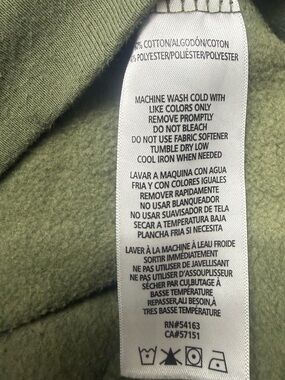 % COTTON/ALGODÓN/COTON
% POLYESTER/POLIÉSTER/POLYESTER
MACHINE WASH COLD WITH
LIKE COLORS ONLY
REMOVE PROMPTLY
DO NOT BLEACH
DO NOT USE FABRIC SOFTENER
TUMBLE DRY LOW
COOL IRON WHEN NEEDED
LAVAR A MAQUINA CON AGUA
FRIA Y CON COLORES IGUALES
REMOVER RAPIDAMENTE
NO USAR BLANQUEADOR
NO USAR SUAVISADOR DE TELA
SECAR A TEMPERATURA BAJA
PLANCHA FRIA SI NECESITA
LAVER À LA MACHINE À LEAU FROIDE
SORTIR IMMÉDIATEMENT
NE PAS UTILISER DE JAVELLISANT
NE PAS UTILISER D'ASSOUPLISSEUR
SÉCHER PAR CULBUTAGE À
BASSE TEMPÉRATURE
REPASSER,AU BESOIN,À
TRES BASSE TEMPÉRATURE
RN#54163
CA#57151